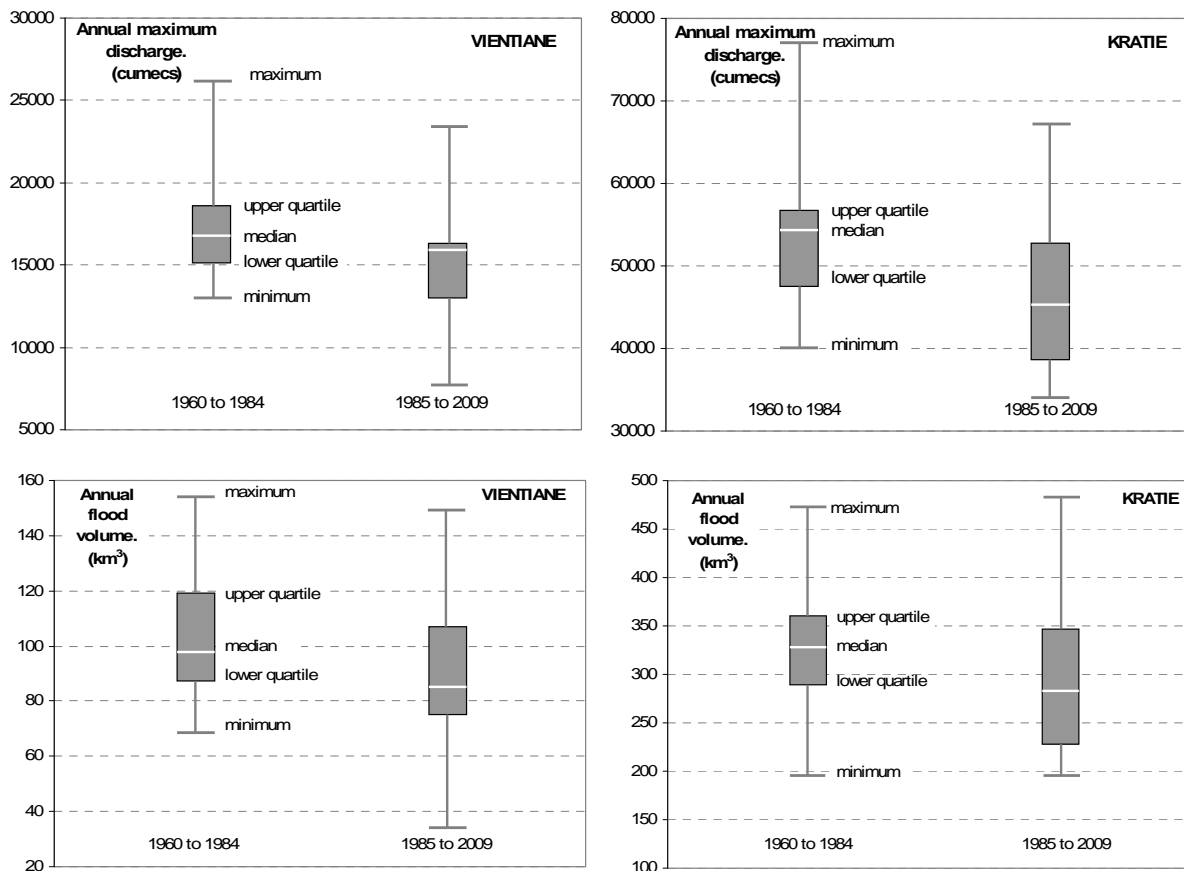 30000
25000
20000
15000
10000
5000
Annual maximum
discharge.
(cumecs)
VIENTIANE
maximum
upper quartile
median
lower quartile
minimum
1960 to 1984
1985 to 2009
80000
70000
60000
50000
40000
30000
Annual maximum
discharge.
(cumecs)
KRATIE
maximum
upper quartile
median
lower quartile
minimum
1960 to 1984
1985 to 2009
160
140
120
100
80
60
40
20
Annual
flood
volume.
(km³)
VIENTIANE
maximum
upper quartile
median
lower quartile
minimum
1960 to 1984
1985 to 2009
500
450
400
350
300
250
200
150
100
Annual
flood
volume.
(km³)
KRATIE
maximum
upper quartile
median
lower quartile
minimum
1960 to 1984
1985 to 2009